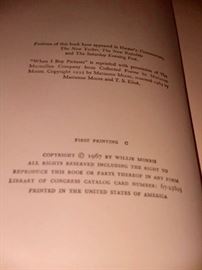 Portions of this book have appeared in Harper's, Commentary,
The New Yorker, The New Republic,
and The Saturday Evening Post.
"When I Buy Pictures" is reprinted with permission of The
Macmillan Company from Collected Poems by Marianne
Moore. Copyright 1935 by Marianne Moore, renewed 1963 by
Marianne Moore and T. S. Eliot.
FIRST PRINTING C
COPYRIGHT © 1967 BY WILLIE MORRIS
ALL RIGHTS RESERVED INCLUDING THE RIGHT TO
REPRODUCE THIS BOOK OR PARTS THEREOF IN ANY FORM
LIBRARY OF CONGRESS CATALOG CARD NUMBER:
PRINTED IN THE UNITED STATES OF AMERICA